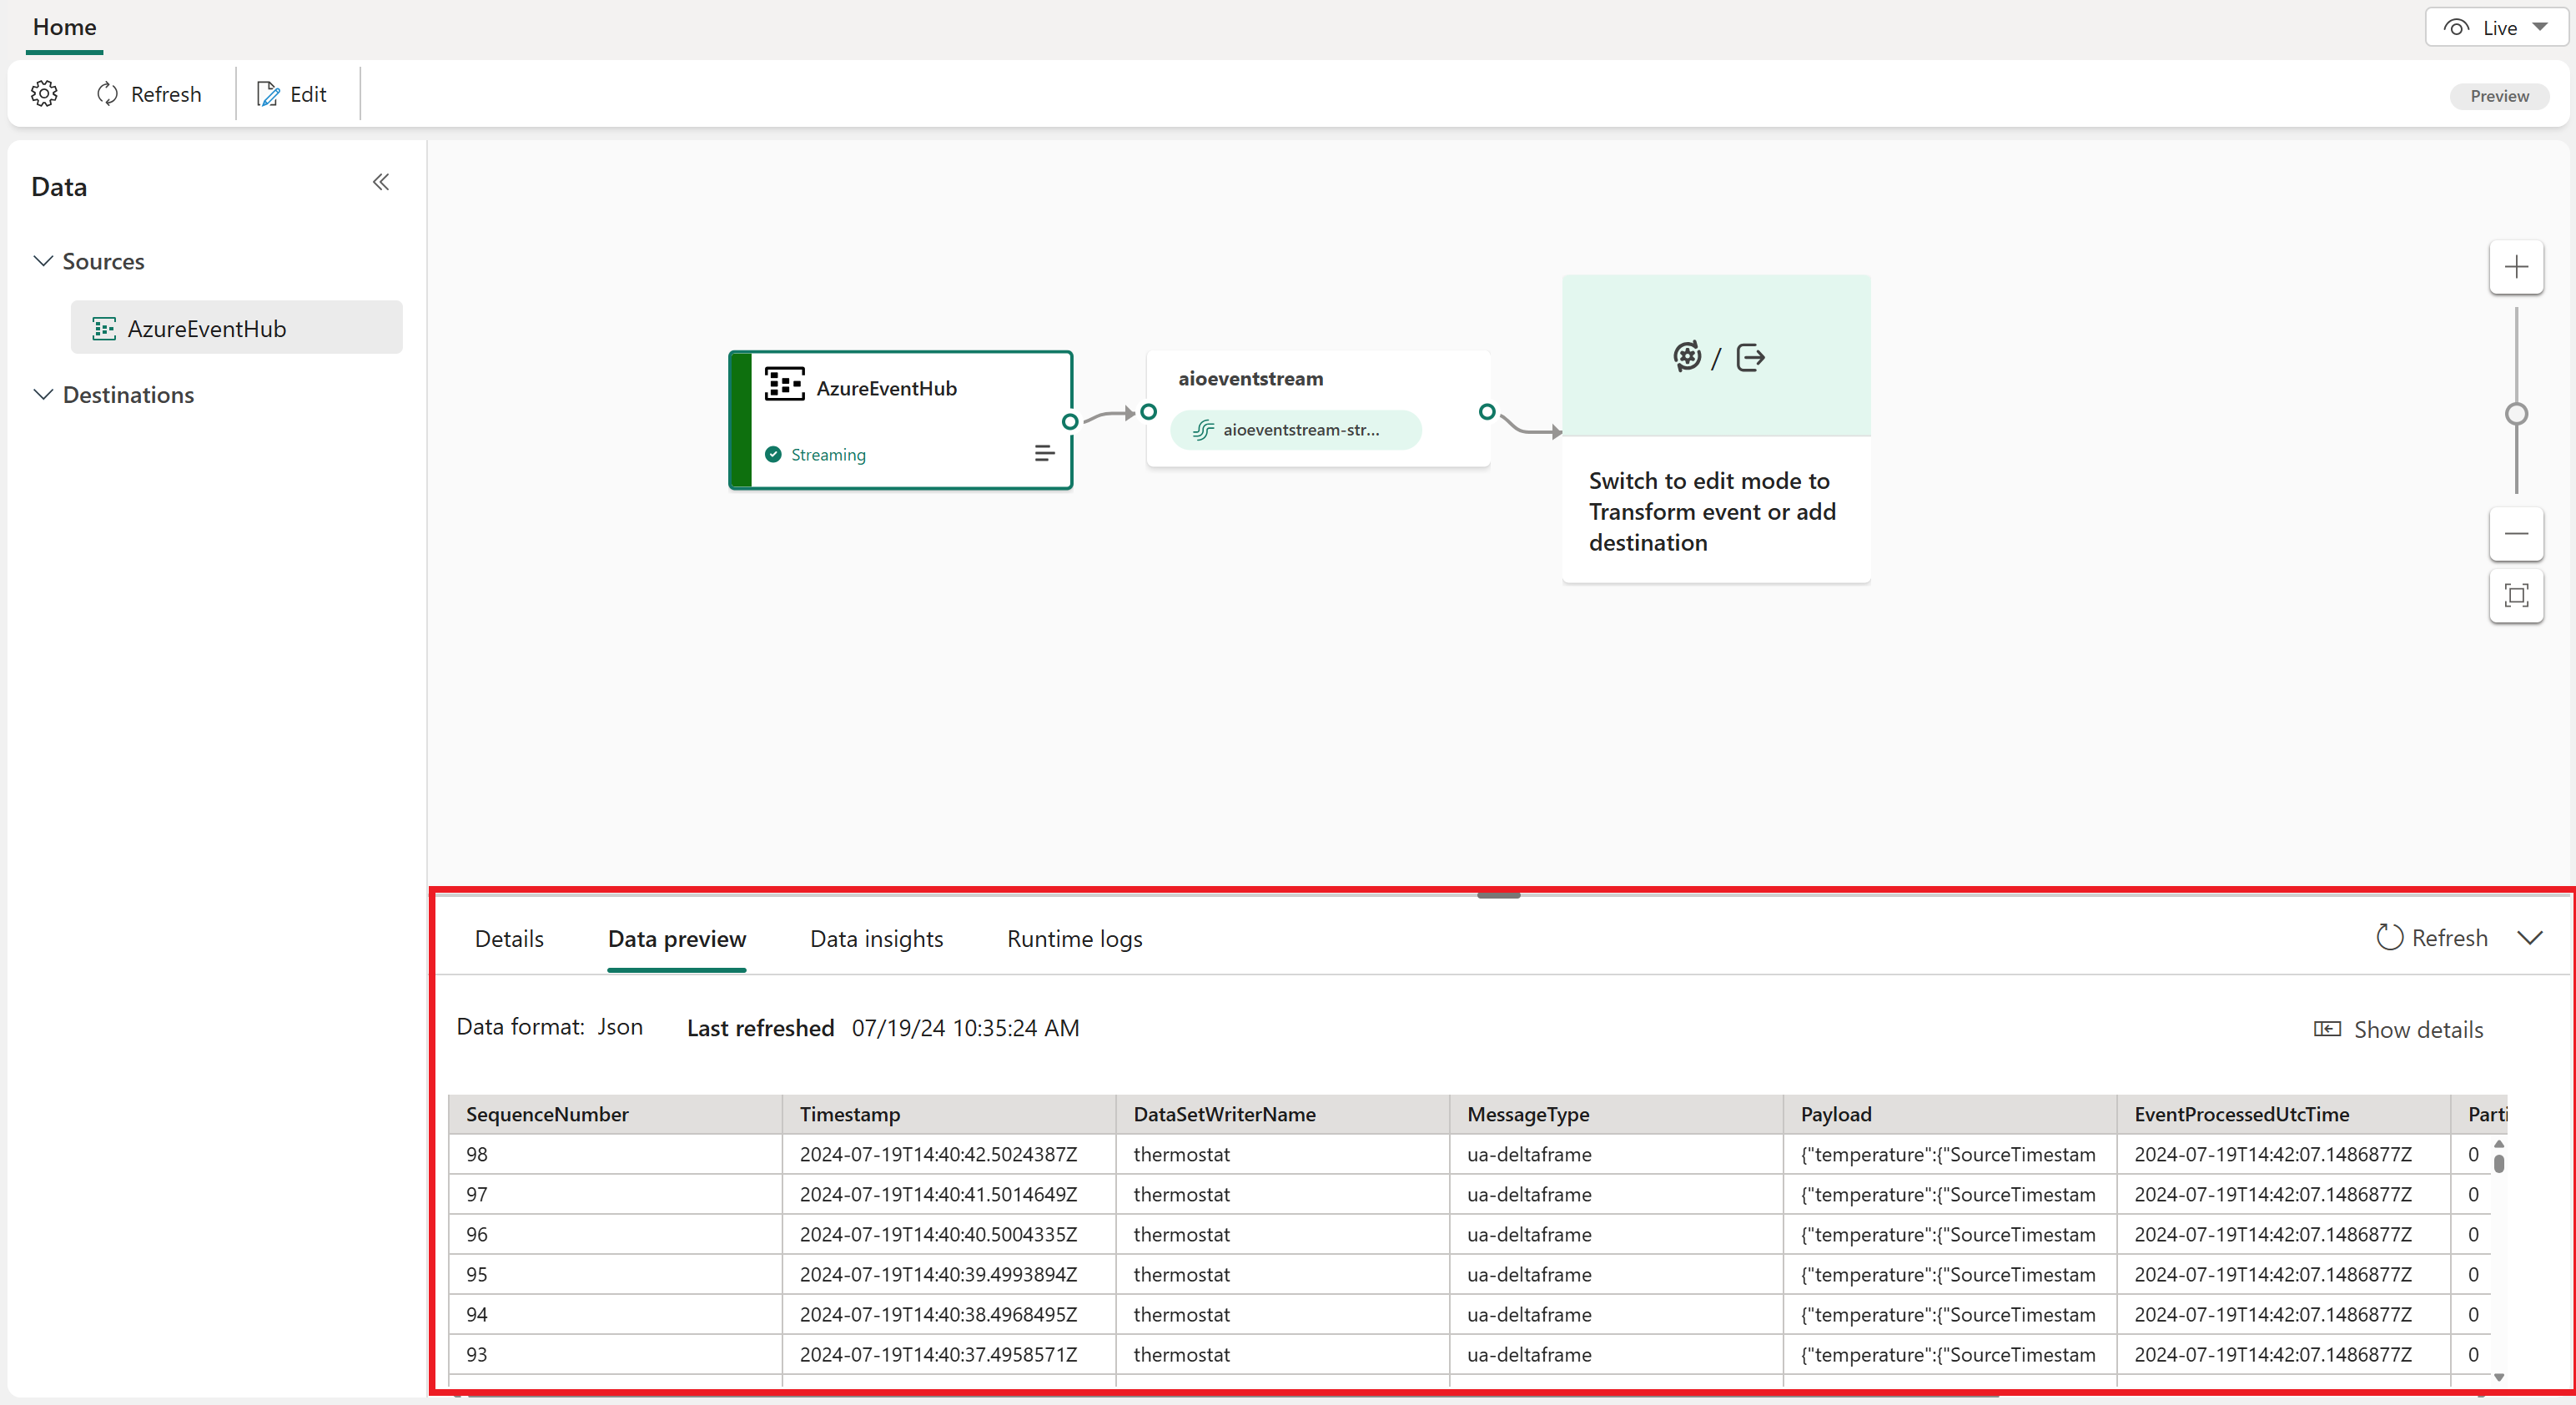 Home
Live
Refresh
Edit
Preview
Data
Sources
AzureEventHub
Destinations
AzureEventHub
Streaming
aioeventstream
aioeventstream-str...
/
Switch to edit mode to
Transform event or add
destination
Details Data preview Data insights Runtime logs Refresh
Data format: Json Last refreshed 07/19/24 10:35:24 AM Show details
SequenceNumber Timestamp DataSetWriterName MessageType Payload EventProcessedUtcTime Parti
98 2024-07-19T14:40:42.5024387Z thermostat ua-deltaframe {"temperature":{"SourceTimestam 2024-07-19T14:42:07.1486877Z 0
97 2024-07-19T14:40:41.5014649Z thermostat ua-deltaframe {"temperature":{"SourceTimestam 2024-07-19T14:42:07.1486877Z 0
96 2024-07-19T14:40:40.5004335Z thermostat ua-deltaframe {"temperature":{"SourceTimestam 2024-07-19T14:42:07.1486877Z 0
95 2024-07-19T14:40:39.4993894Z thermostat ua-deltaframe {"temperature":{"SourceTimestam 2024-07-19T14:42:07.1486877Z 0
94 2024-07-19T14:40:38.4968495Z thermostat ua-deltaframe {"temperature":{"SourceTimestam 2024-07-19T14:42:07.1486877Z 0
93 2024-07-19T14:40:37.4958571Z thermostat ua-deltaframe {"temperature":{"SourceTimestam 2024-07-19T14:42:07.1486877Z 0